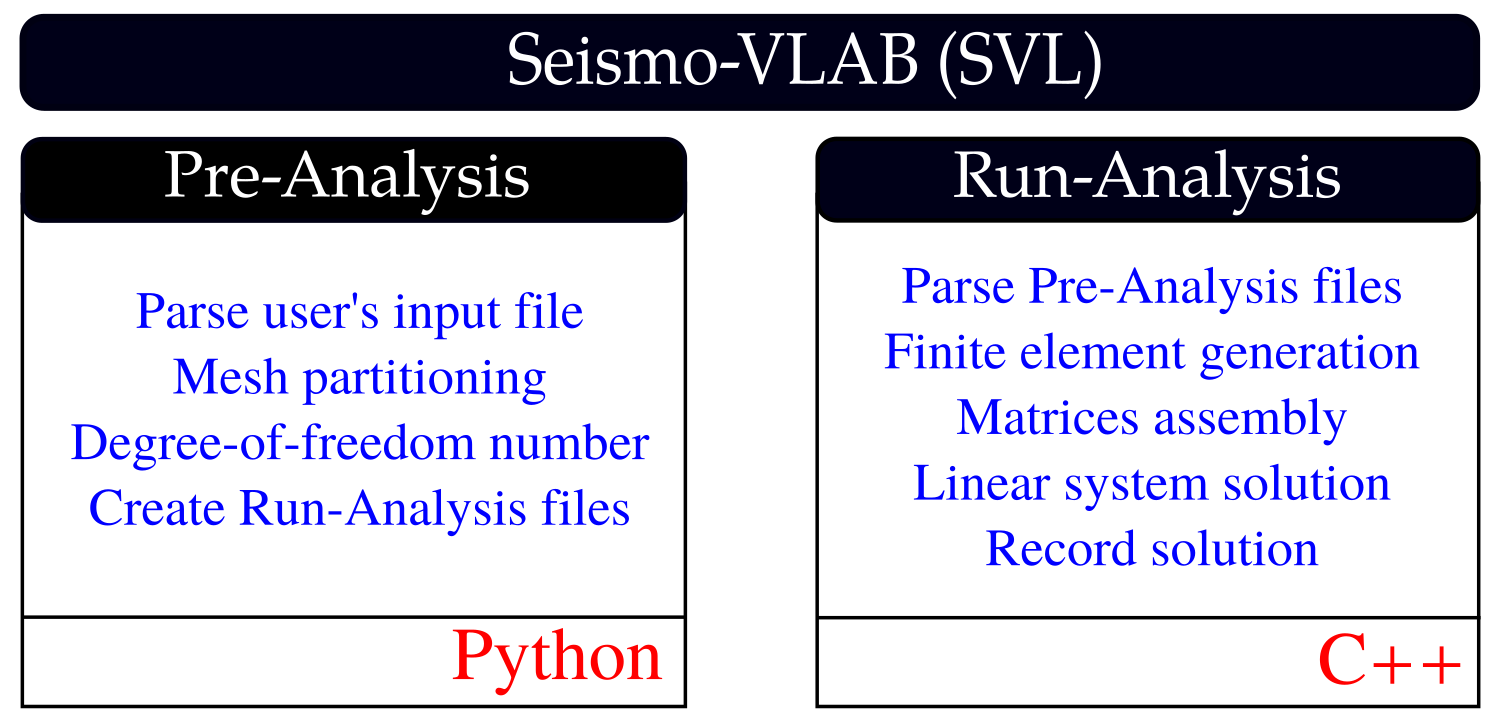 Seismo-VLAB (SVL)
Pre-Analysis
Parse user's input file
Mesh partitioning
Degree-of-freedom number
Create Run-Analysis files
Python
Run-Analysis
Parse Pre-Analysis files
Finite element generation
Matrices assembly
Linear system solution
Record solution
C++